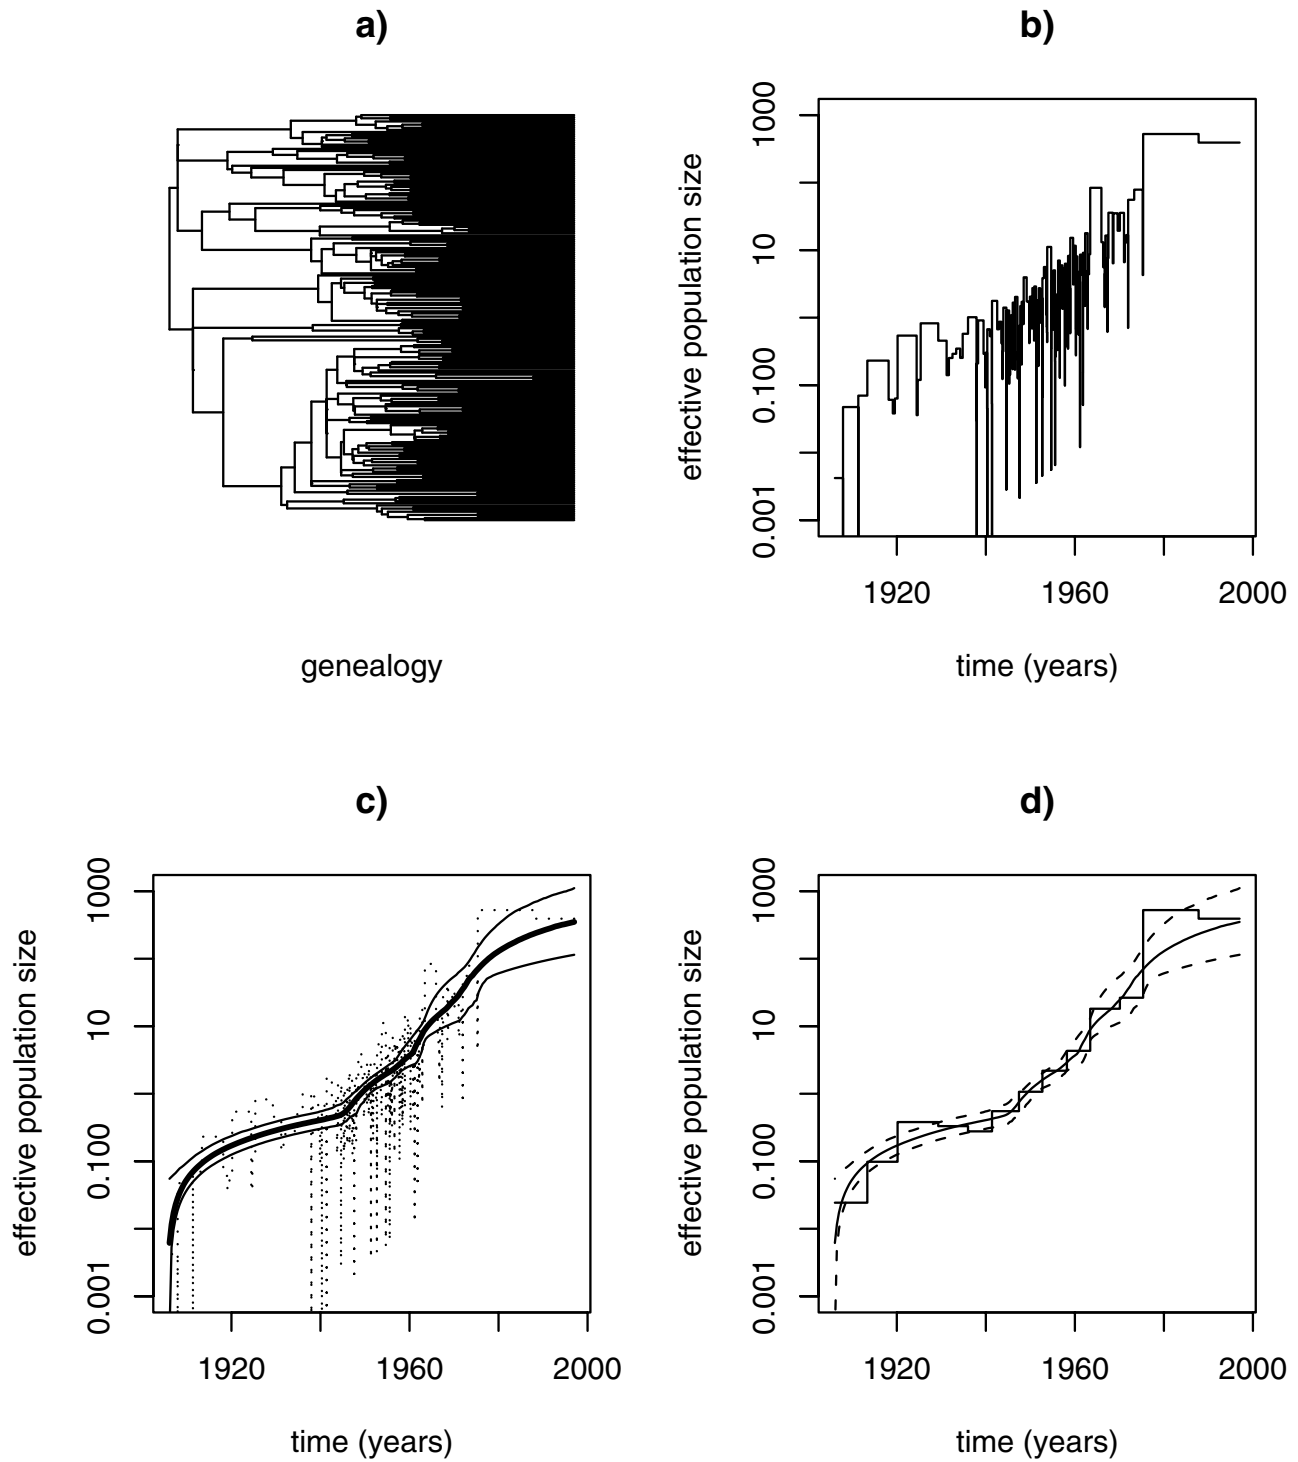 a)
genealogy
b)
effective population size
1000
10
0.100
0.001
1920 1960 2000
time (years)
c)
effective population size
1000
10
0.100
0.001
1920 1960 2000
time (years)
d)
effective population size
1000
10
0.100
0.001
1920 1960 2000
time (years)